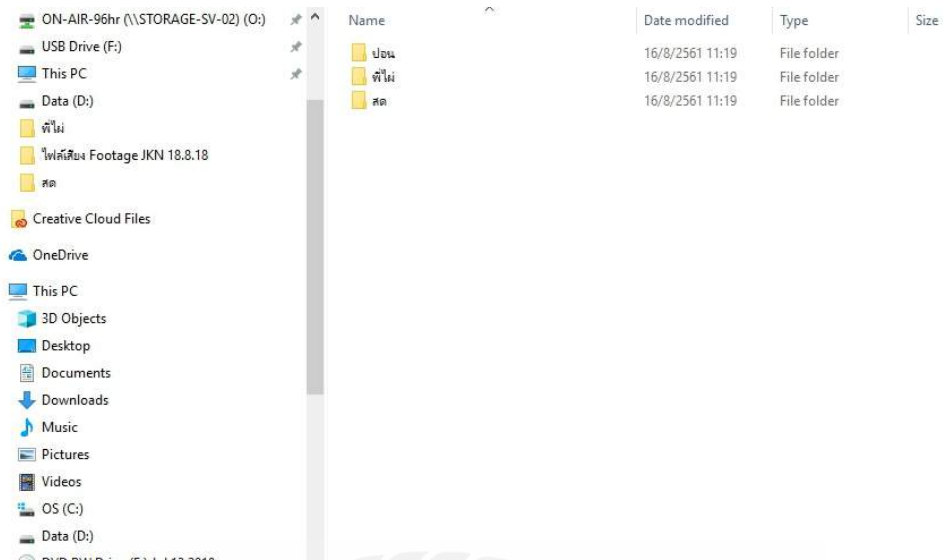 ON-AIR-96hr (\\STORAGE-SV-02) (O:)
USB Drive (F:)
This PC
Data (D:)
พี่ไผ่
ไฟล์เสียง Footage JKN 18.8.18
สด
Creative Cloud Files
OneDrive
This PC
3D Objects
Desktop
Documents
Downloads
Music
Pictures
Videos
OS (C:)
Data (D:)
Name Date modified Type Size
ปอน 16/8/2561 11:19 File folder
พี่ไผ่ 16/8/2561 11:19 File folder
สด 16/8/2561 11:19 File folder